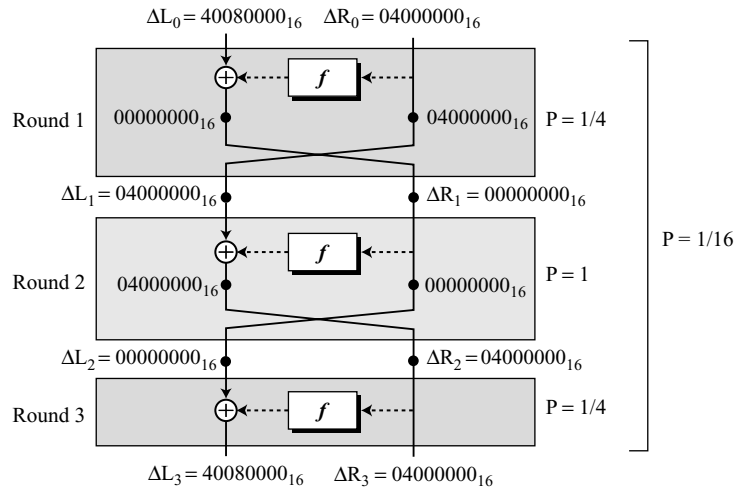 ΔL₀ = 40080000₁₆ ΔR₀ = 04000000₁₆
f
Round 1 00000000₁₆ 04000000₁₆ P = 1/4
ΔL₁ = 04000000₁₆ ΔR₁ = 00000000₁₆
f
Round 2 04000000₁₆ 00000000₁₆ P = 1
P = 1/16
ΔL₂ = 00000000₁₆ ΔR₂ = 04000000₁₆
Round 3 f P = 1/4
ΔL₃ = 40080000₁₆ ΔR₃ = 04000000₁₆